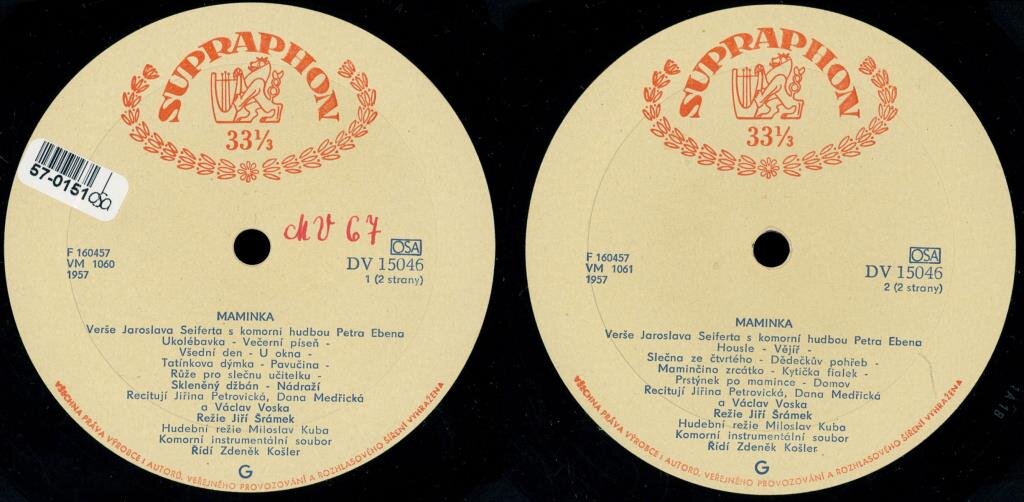 SUPRAPHON
33⅓
57-0151 OSA
MV 67
F 160457
VM 1060
1957
OSA
DV 15046
1 (2 strany)
MAMINKA
Verše Jaroslava Seiferta s komorní hudbou Petra Ebena
Ukolébavka - Večerní píseň -
Všední den - U okna -
Tatínkova dýmka - Pavučina -
Růže pro slečnu učitelku -
Skleněný džbán - Nádraží
Recitují Jiřina Petrovická, Dana Medřická
a Václav Voska
Režie Jiří Šrámek
Hudební režie Miloslav Kuba
Komorní instrumentální soubor
Řídí Zdeněk Košler
G
VŠECHNA PRÁVA VÝROBCE I AUTORŮ, VEŘEJNÉHO PROVOZOVÁNÍ A ROZHLASOVÉHO ŠÍŘENÍ VYHRAŽENA
SUPRAPHON
33⅓
F 160457
VM 1061
1957
OSA
DV 15046
2 (2 strany)
MAMINKA
Verše Jaroslava Seiferta s komorní hudbou Petra Ebena
Housle - Vějíř -
Slečna ze čtvrtého - Dědečkův pohřeb -
Maminčino zrcátko - Kytička fialek -
Prstýnek po mamince - Domov
Recitují Jiřina Petrovická, Dana Medřická
a Václav Voska
Režie Jiří Šrámek
Hudební režie Miloslav Kuba
Komorní instrumentální soubor
Řídí Zdeněk Košler
G
VŠECHNA PRÁVA VÝROBCE I AUTORŮ, VEŘEJNÉHO PROVOZOVÁNÍ A ROZHLASOVÉHO ŠÍŘENÍ VYHRAŽENA